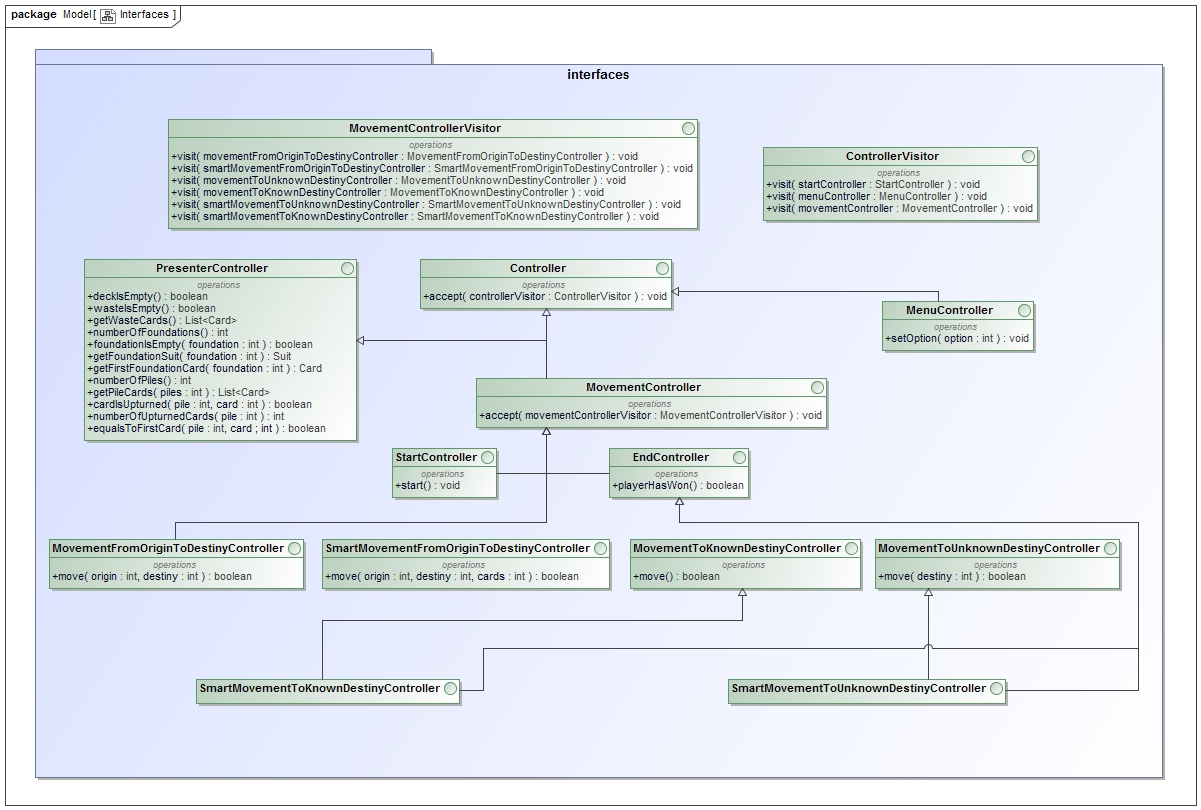 package Model[ Interfaces ]
interfaces
MovementControllerVisitor
operations
+visit( movementFromOriginToDestinyController : MovementFromOriginToDestinyController ) : void
+visit( smartMovementFromOriginToDestinyController : SmartMovementFromOriginToDestinyController ) : void
+visit( movementToUnknownDestinyController : MovementToUnknownDestinyController ) : void
+visit( movementToKnownDestinyController : MovementToKnownDestinyController ) : void
+visit( smartMovementToUnknownDestinyController : SmartMovementToUnknownDestinyController ) : void
+visit( smartMovementToKnownDestinyController : SmartMovementToKnownDestinyController ) : void
ControllerVisitor
operations
+visit( startController : StartController ) : void
+visit( menuController : MenuController ) : void
+visit( movementController : MovementController ) : void
PresenterController
operations
+deckIsEmpty() : boolean
+wasteIsEmpty() : boolean
+getWasteCards() : List<Card>
+numberOfFoundations() : int
+foundationIsEmpty( foundation : int ) : boolean
+getFoundationSuit( foundation : int ) : Suit
+getFirstFoundationCard( foundation : int ) : Card
+numberOfPiles() : int
+getPileCards( piles : int ) : List<Card>
+cardIsUpturned( pile : int, card : int ) : boolean
+numberOfUpturnedCards( pile : int ) : int
+equalsToFirstCard( pile : int, card ; int ) : boolean
Controller
operations
+accept( controllerVisitor : ControllerVisitor ) : void
MenuController
operations
+setOption( option : int ) : void
MovementController
operations
+accept( movementControllerVisitor : MovementControllerVisitor ) : void
StartController
operations
+start() : void
EndController
operations
+playerHasWon() : boolean
MovementFromOriginToDestinyController
operations
+move( origin : int, destiny : int ) : boolean
SmartMovementFromOriginToDestinyController
operations
+move( origin : int, destiny : int, cards : int ) : boolean
MovementToKnownDestinyController
operations
+move() : boolean
MovementToUnknownDestinyController
operations
+move( destiny : int ) : boolean
SmartMovementToKnownDestinyController
SmartMovementToUnknownDestinyController